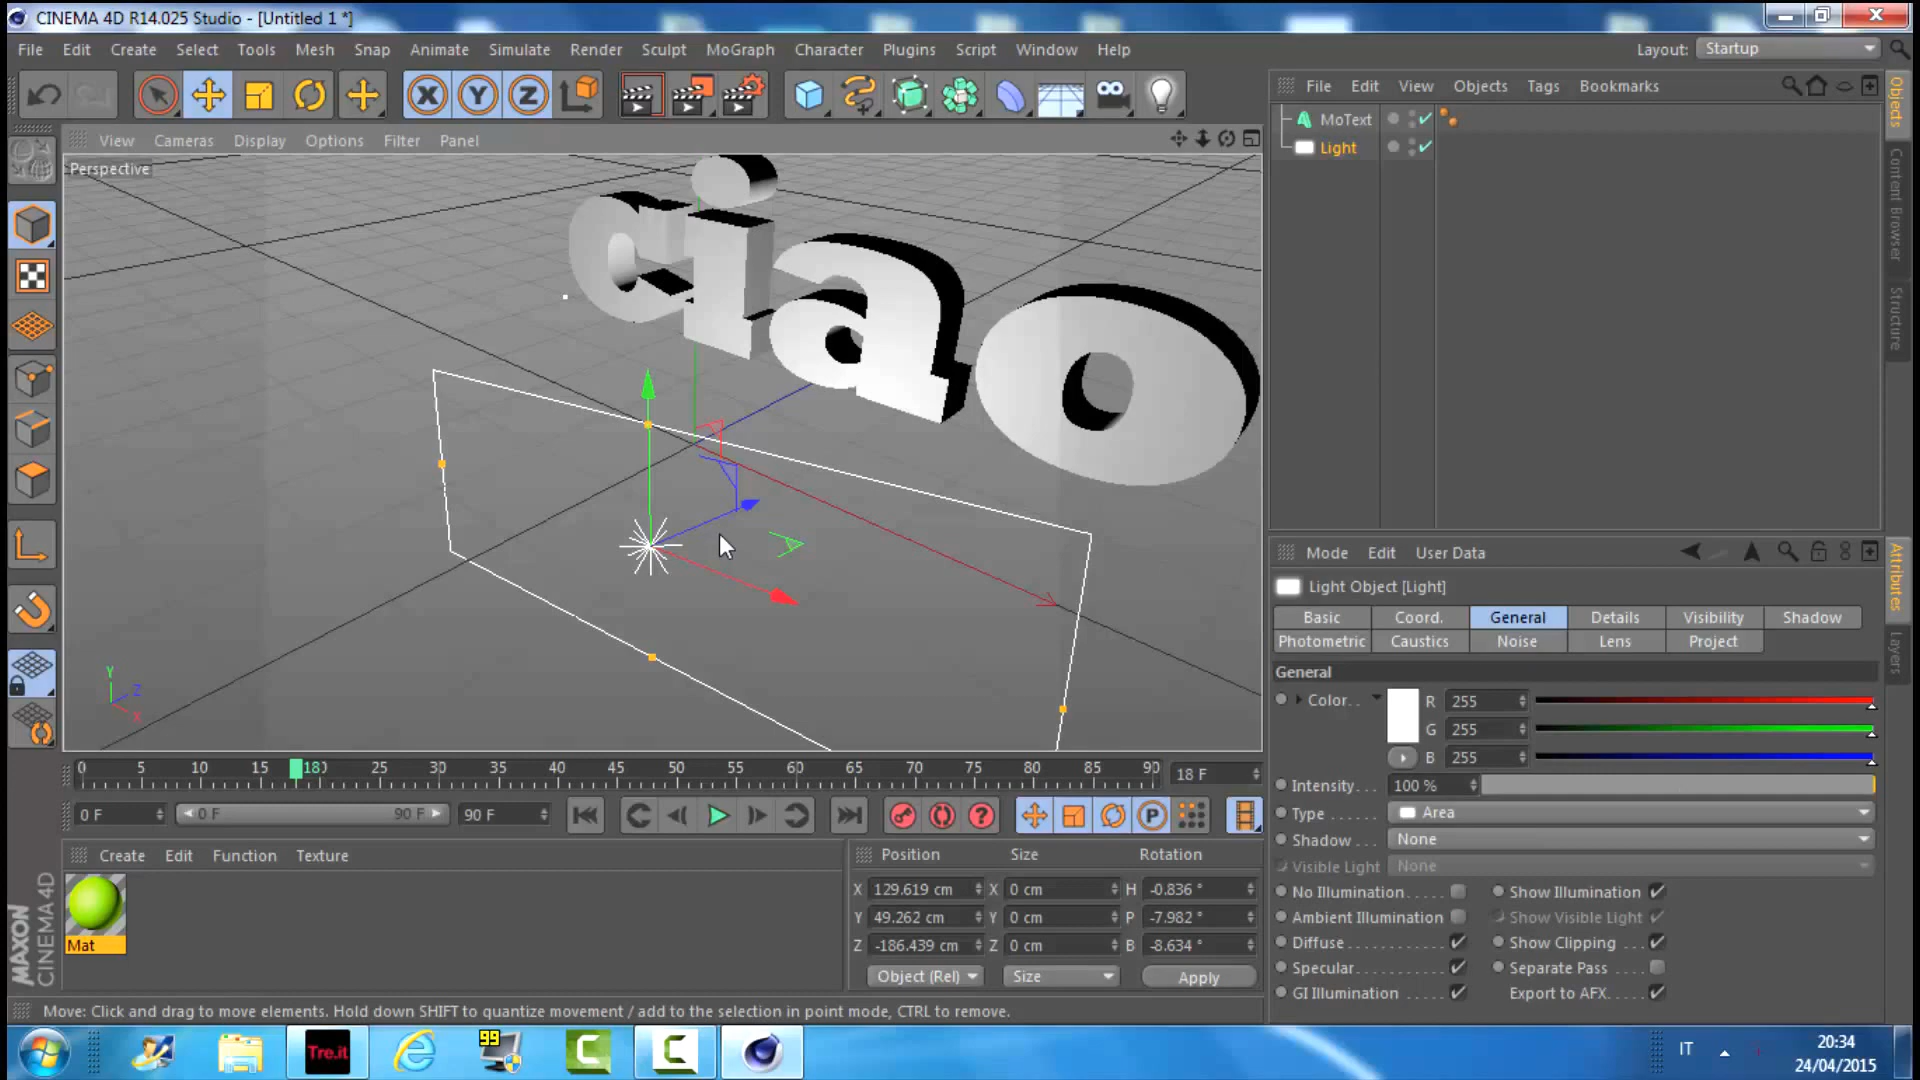 CINEMA 4D R14.025 Studio - [Untitled 1 *]
File Edit Create Select Tools Mesh Snap Animate Simulate Render Sculpt MoGraph Character Plugins Script Window Help
Layout: Startup
X Y Z
File Edit View Objects Tags Bookmarks
MoText
Light
Objects
Content Browser
Structure
View Cameras Display Options Filter Panel
Perspective
ciao
Y
Z
X
Mode Edit User Data
Light Object [Light]
Basic Coord. General Details Visibility Shadow
Photometric Caustics Noise Lens Project
General
Color. . R 255
G 255
B 255
Intensity. . . 100 %
Type . . . . . . Area
Shadow . . . . None
Visible Light None
No Illumination. . . . . Show Illumination
Ambient Illumination Show Visible Light
Diffuse. . . . . . . . . . . Show Clipping . . .
Specular. . . . . . . . . . Separate Pass . . . .
GI Illumination . . . . . Export to AFX. . . . .
Attributes
Layers
0 5 10 15 18 25 30 35 40 45 50 55 60 65 70 75 80 85 90 18 F
0 F 0 F 90 F 90 F
? P
Create Edit Function Texture
Mat
MAXON
CINEMA 4D
Position Size Rotation
X 129.619 cm X 0 cm H -0.836 °
Y 49.262 cm Y 0 cm P -7.982 °
Z -186.439 cm Z 0 cm B -8.634 °
Object (Rel) Size Apply
Move: Click and drag to move elements. Hold down SHIFT to quantize movement / add to the selection in point mode, CTRL to remove.
Tre.it
99
IT
20:34
24/04/2015